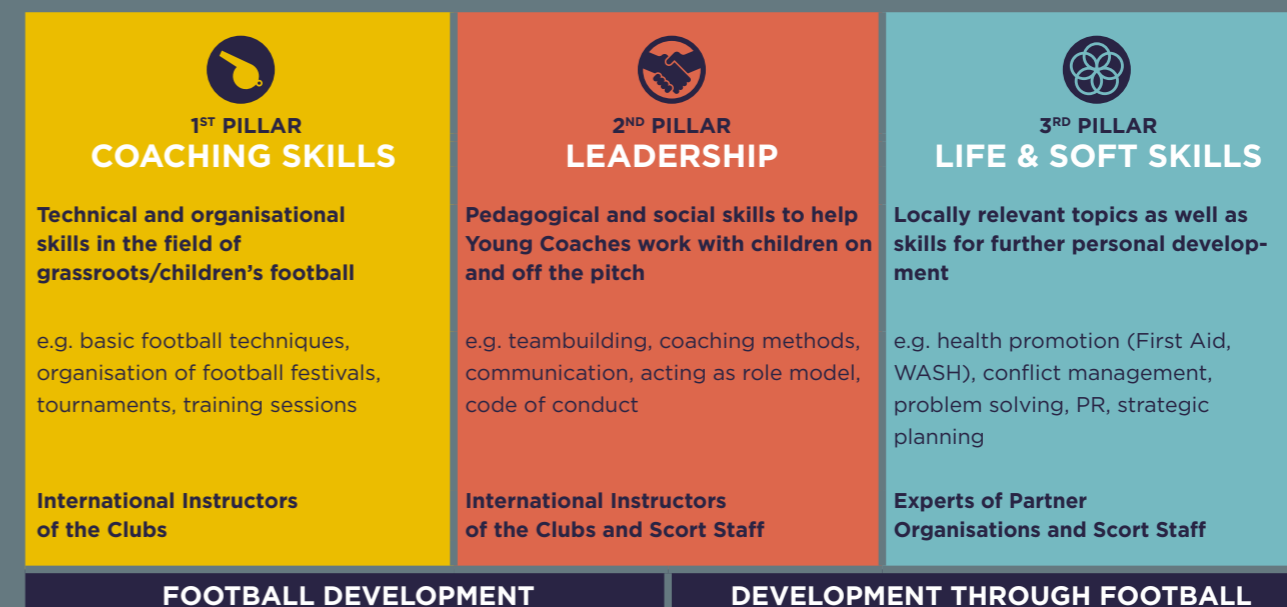 1ST PILLAR
COACHING SKILLS
Technical and organisational
skills in the field of
grassroots/children’s football
e.g. basic football techniques,
organisation of football festivals,
tournaments, training sessions
International Instructors
of the Clubs
2ND PILLAR
LEADERSHIP
Pedagogical and social skills to help
Young Coaches work with children on
and off the pitch
e.g. teambuilding, coaching methods,
communication, acting as role model,
code of conduct
International Instructors
of the Clubs and Scort Staff
3RD PILLAR
LIFE & SOFT SKILLS
Locally relevant topics as well as
skills for further personal develop-
ment
e.g. health promotion (First Aid,
WASH), conflict management,
problem solving, PR, strategic
planning
Experts of Partner
Organisations and Scort Staff
FOOTBALL DEVELOPMENT
DEVELOPMENT THROUGH FOOTBALL